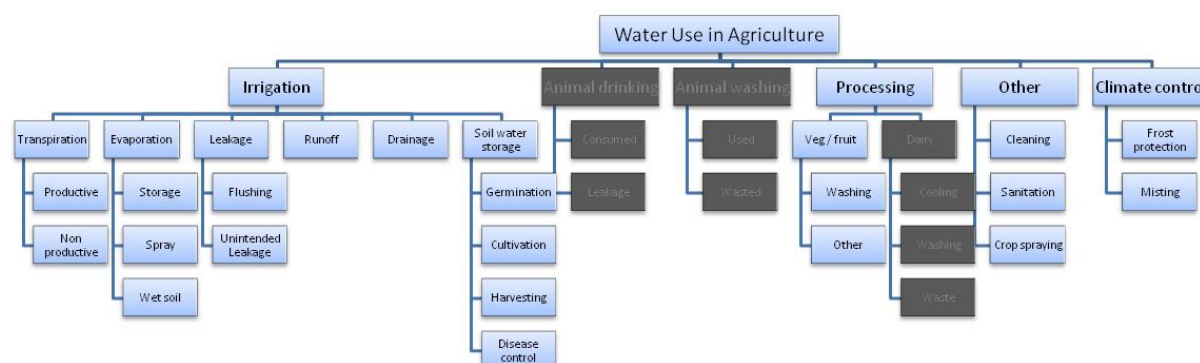 Water Use in Agriculture
Irrigation
Animal drinking
Animal washing
Processing
Other
Climate control
Transpiration
Evaporation
Leakage
Runoff
Drainage
Soil water
storage
Consumed
Used
Veg/ fruit
Dairy
Cleaning
Frost
protection
Productive
Storage
Flushing
Germination
Leakage
Wasted
Washing
Cooling
Sanitation
Misting
Non
productive
Spray
Unintended
Leakage
Cultivation
Other
Washing
Crop spraying
Wet soil
Harvesting
Waste
Disease
control